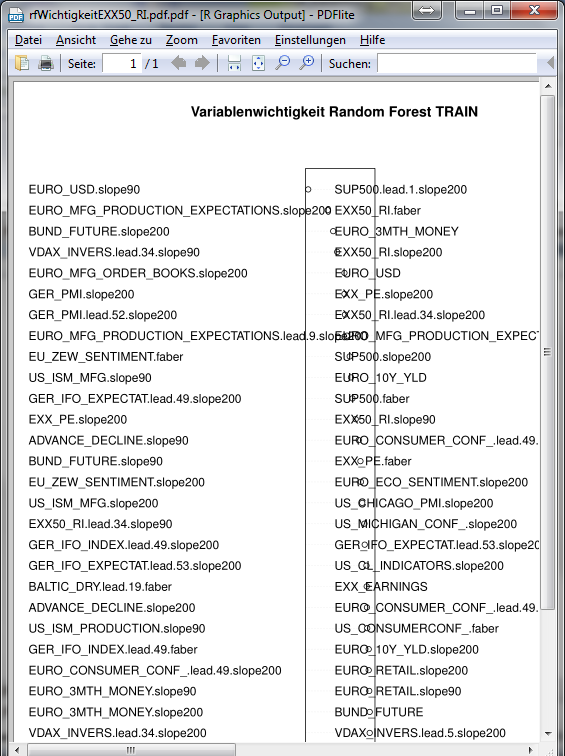 rfWichtigkeitEXX50_RI.pdf.pdf - [R Graphics Output] - PDFlite
Datei Ansicht Gehe zu Zoom Favoriten Einstellungen Hilfe
Seite: 1 / 1 Suchen:
Variablenwichtigkeit Random Forest TRAIN
EURO_USD.slope90 SUP500.lead.1.slope200
EURO_MFG_PRODUCTION_EXPECTATIONS.slope200 EXX50_RI.faber
BUND_FUTURE.slope200 EURO_3MTH_MONEY
VDAX_INVERS.lead.34.slope90 EXX50_RI.slope200
EURO_MFG_ORDER_BOOKS.slope200 EURO_USD
GER_PMI.slope200 EXX_PE.slope200
GER_PMI.lead.52.slope200 EXX50_RI.lead.34.slope200
EURO_MFG_PRODUCTION_EXPECTATIONS.lead.9.slope200 EURO_MFG_PRODUCTION_EXPECT
EU_ZEW_SENTIMENT.faber SUP500.slope200
US_ISM_MFG.slope90 EURO_10Y_YLD
GER_IFO_EXPECTAT.lead.49.slope200 SUP500.faber
EXX_PE.slope200 EXX50_RI.slope90
ADVANCE_DECLINE.slope90 EURO_CONSUMER_CONF_.lead.49.
BUND_FUTURE.slope90 EXX_PE.faber
EU_ZEW_SENTIMENT.slope200 EURO_ECO_SENTIMENT.slope200
US_ISM_MFG.slope200 US_CHICAGO_PMI.slope200
EXX50_RI.lead.34.slope90 US_MICHIGAN_CONF_.slope200
GER_IFO_INDEX.lead.49.slope200 GER_IFO_EXPECTAT.lead.53.slope200
GER_IFO_EXPECTAT.lead.53.slope200 US_CL_INDICATORS.slope200
BALTIC_DRY.lead.19.faber EXX_EARNINGS
ADVANCE_DECLINE.slope200 EURO_CONSUMER_CONF_.lead.49.
US_ISM_PRODUCTION.slope90 US_CONSUMERCONF_.faber
GER_IFO_INDEX.lead.49.faber EURO_10Y_YLD.slope200
EURO_CONSUMER_CONF_.lead.49.slope200 EURO_RETAIL.slope200
EURO_3MTH_MONEY.slope90 EURO_RETAIL.slope90
EURO_3MTH_MONEY.slope200 BUND_FUTURE
VDAX_INVERS.lead.34.slope200 VDAX_INVERS.lead.5.slope200